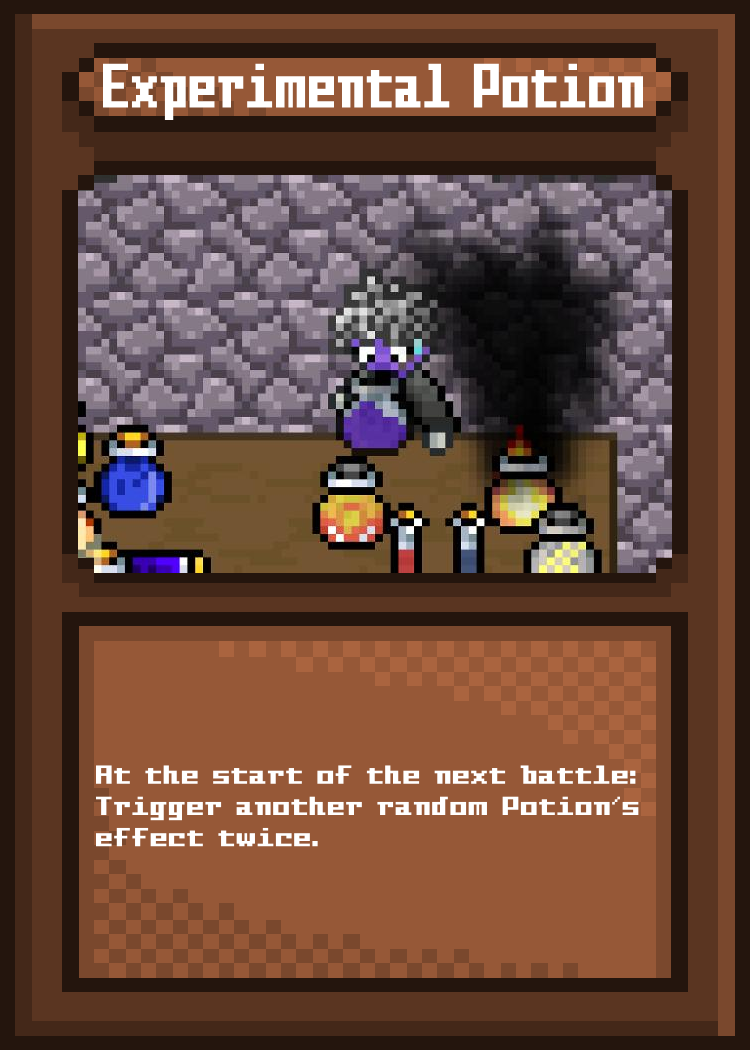 Experimental Potion
At the start of the next battle:
Trigger another random Potion's
effect twice.